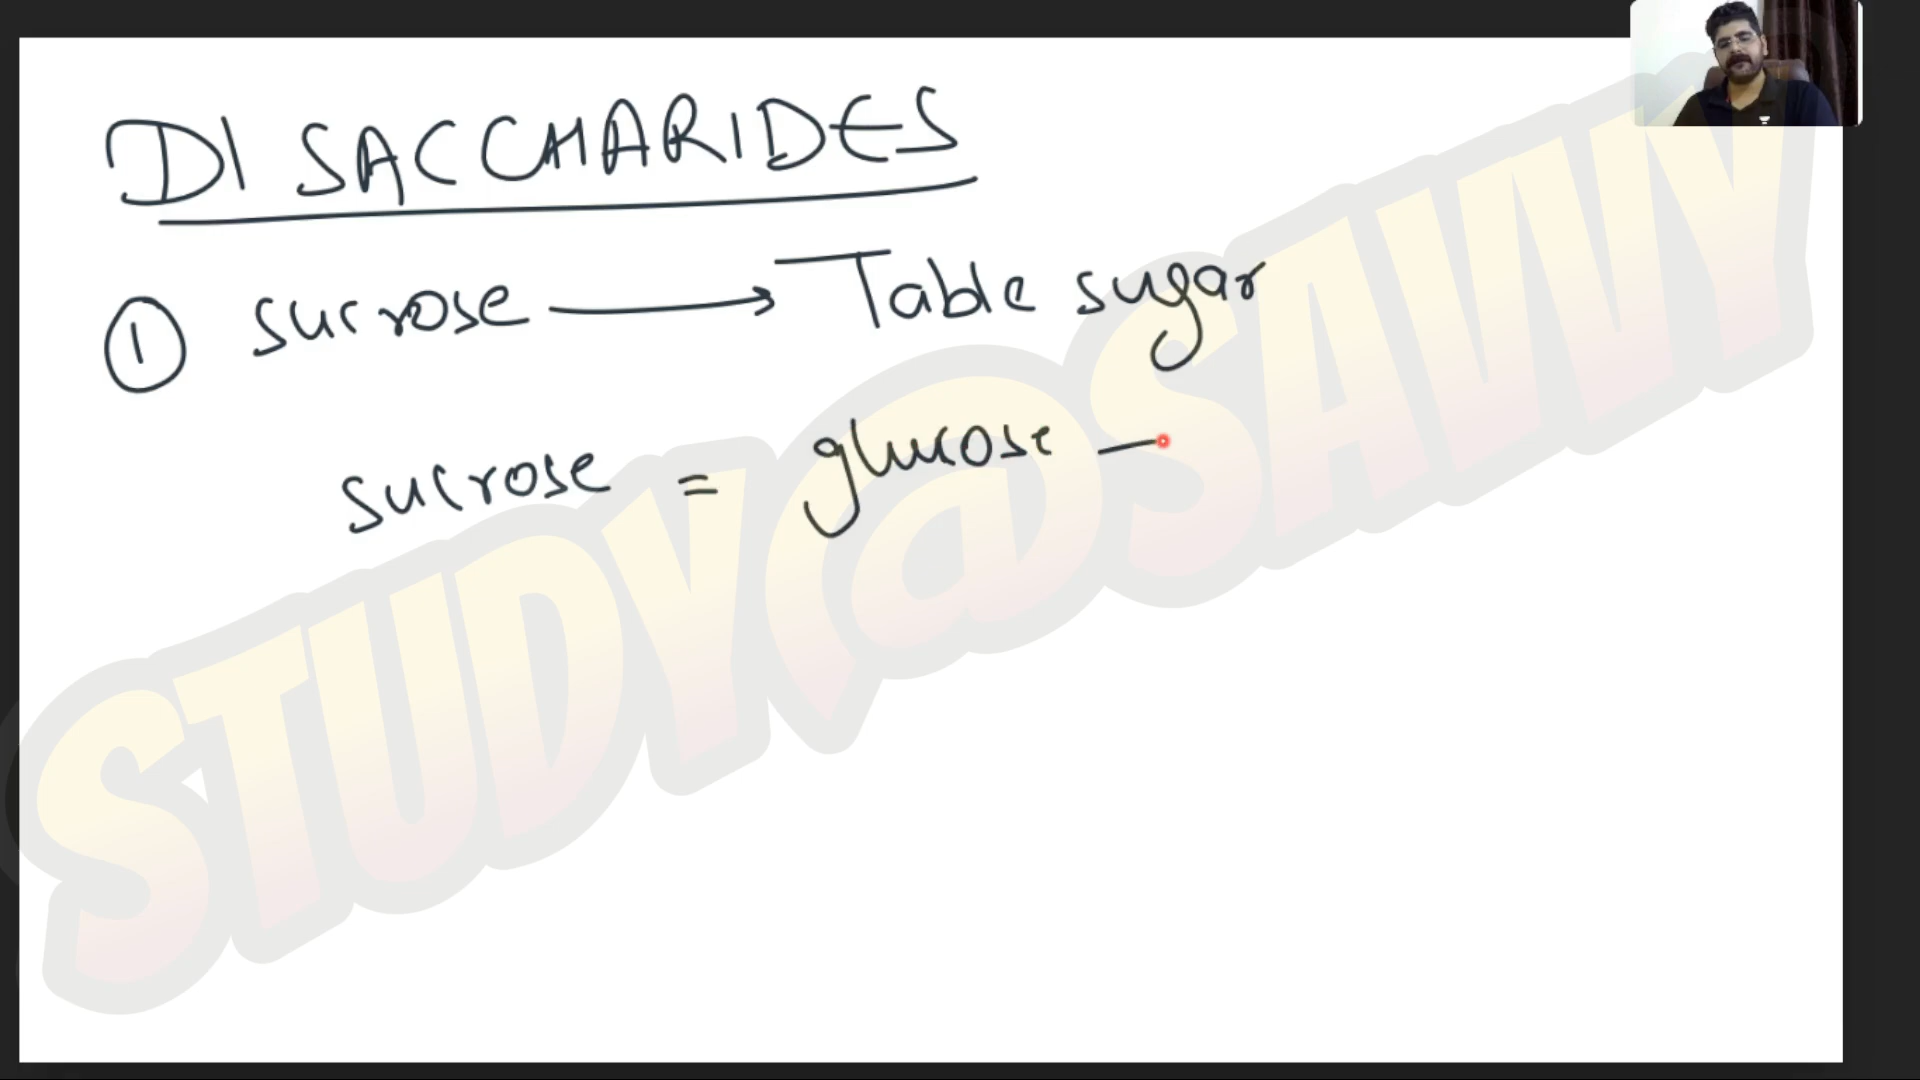 DI SACCHARIDES
① sucrose → Table sugar
sucrose = glucose —
STUDY@SAVVY